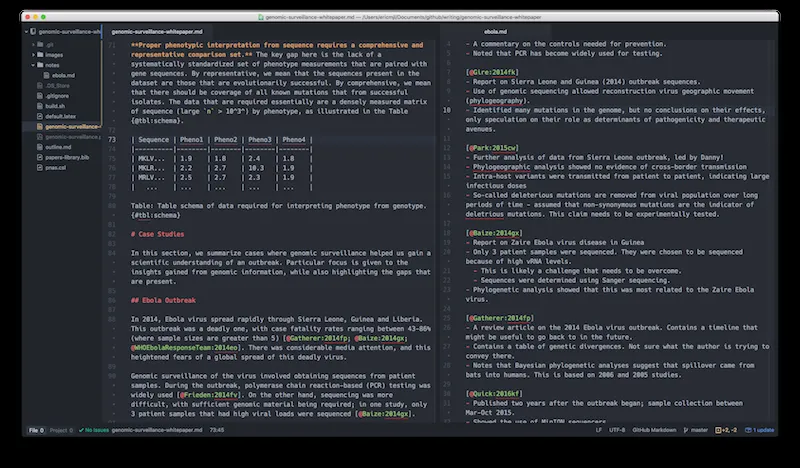 genomic-surveillance-whitepaper.md — /Users/ericmjl/Documents/github/writing/genomic-surveillance-whitepaper
genomic-surveillance-wh
.git
images
notes
ebola.md
.DS_Store
.gitignore
build.sh
default.latex
genomic-surveillance-
genomic-surveillance.
outline.md
papers-library.bib
pnas.csl
genomic-surveillance-whitepaper.md
71 **Proper phenotypic interpretation from sequence requires a comprehensive and
representative comparison set.** The key gap here is the lack of a
systematically standardized set of phenotype measurements that are paired with
gene sequences. By representative, we mean that the sequences present in the
dataset are those that are evolutionarily successful. By comprehensive, we mean
that there should be coverage of all known mutations that from successful
isolates. The data that are required essentially are a densely measured matrix
of sequence (large `n` > 10^3^) by phenotype, as illustrated in the Table
{@tbl:schema}.
73 | Sequence | Pheno1 | Pheno2 | Pheno3 | Pheno4 |
|----------|--------|--------|--------|--------|
| MKLV... | 1.9 | 1.8 | 2.4 | 1.8 |
| MKLR... | 2.2 | 2.7 | 10.3 | 1.9 |
| MRLV... | 2.5 | 2.7 | 2.3 | 1.9 |
| ... | ... | ... | ... | ... |
Table: Table schema of data required for interpreting phenotype from genotype.
{#tbl:schema}
# Case Studies
In this section, we summarize cases where genomic surveillance helped us gain a
scientific understanding of an outbreak. Particular focus is given to the
insights gained from genomic information, while also highlighting the gaps that
are present.
## Ebola Outbreak
In 2014, Ebola virus spread rapidly through Sierra Leone, Guinea and Liberia.
This outbreak was a deadly one, with case fatality rates ranging between 43-86%
(where sample sizes are greater than 5) [@Gatherer:2014fp; @Baize:2014gx;
@WHOEbolaResponseTeam:2014eo]. There was considerable media attention, and this
heightened fears of a global spread of this deadly virus.
Genomic surveillance of the virus involved obtaining sequences from patient
samples. During the outbreak, polymerase chain reaction-based (PCR) testing was
widely used [@Frieden:2014fv]. On the other hand, sequencing was more
difficult, with sufficient genomic material being required; in one study, only
3 patient samples that had high viral loads were sequenced [@Baize:2014gx].
ebola.md
- A commentary on the controls needed for prevention.
- Noted that PCR has become widely used for testing.
[@Gire:2014fk]
- Report on Sierra Leone and Guinea (2014) outbreak sequences.
- Use of genomic sequencing allowed reconstruction virus geographic movement
(phylogeography).
10 - Identified many mutations in the genome, but no conclusions on their effects,
only speculation on their role as determinants of pathogenicity and therapeutic
avenues.
[@Park:2015cw]
- Further analysis of data from Sierra Leone outbreak, led by Danny!
- Phylogeographic analysis showed no evidence of cross-border transmission
- Intra-host variants were transmitted from patient to patient, indicating large
infectious doses
- So-called deleterious mutations are removed from viral population over long
periods of time - assumed that non-synonymous mutations are the indicator of
deletrious mutations. This claim needs to be experimentally tested.
[@Baize:2014gx]
- Report on Zaire Ebola virus disease in Guinea
- Only 3 patient samples were sequenced. They were chosen to be sequenced
because of high vRNA levels.
- This is likely a challenge that needs to be overcome.
- Sequences were determined using Sanger sequencing.
- Phylogenetic analysis showed that this was most related to the Zaire Ebola
virus.
[@Gatherer:2014fp]
- A review article on the 2014 Ebola virus outbreak. Contains a timeline that
might be useful to go back to in the future.
- Contains a table of genetic divergences. Not sure what the author is trying to
convey there.
- Notes that Bayesian phylogenetic analyses suggest that spillover came from
bats into humans. This is based on 2006 and 2005 studies.
[@Quick:2016kf]
- Published two years after the outbreak began; sample collection between
Mar-Oct 2015.
- Showed the use of MinION sequencers
File 0 Project 0 No Issues genomic-surveillance-whitepaper.md 73:45 LF UTF-8 GitHub Markdown master +2, -2 1 update